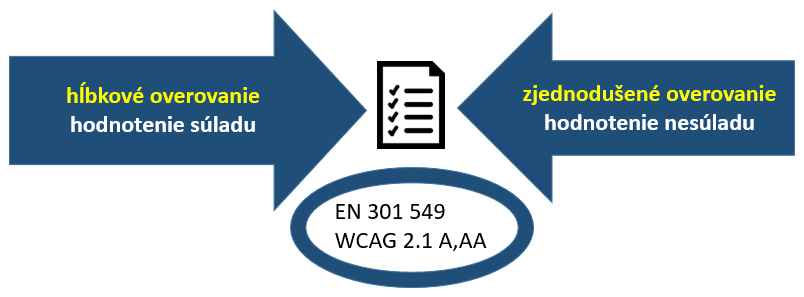 hĺbkové overovanie
hodnotenie súladu
zjednodušené overovanie
hodnotenie nesúladu
EN 301 549
WCAG 2.1 A,AA